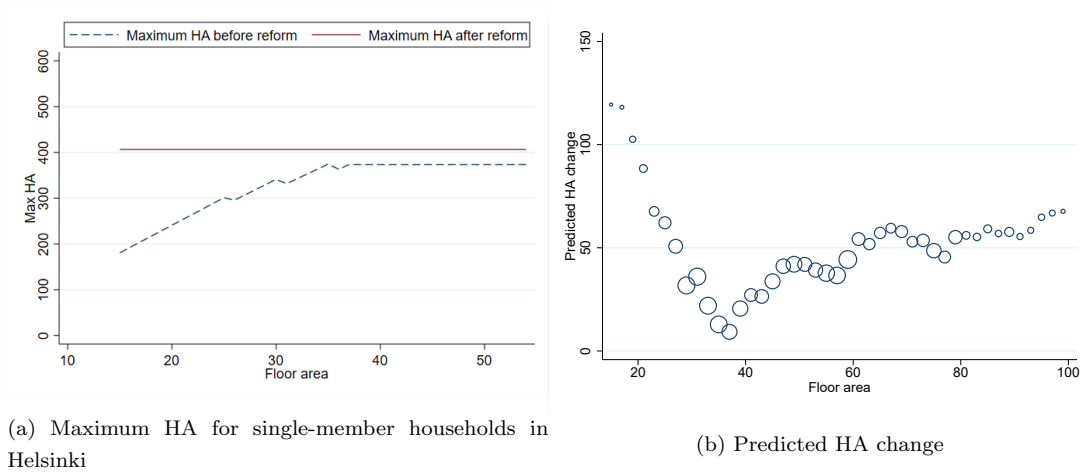 Maximum HA before reform Maximum HA after reform
600
500
400
300
200
100
0
Max HA
10 20 30 40 50
Floor area
(a) Maximum HA for single-member households in
Helsinki
150
100
50
0
Predicted HA change
20 40 60 80 100
Floor area
(b) Predicted HA change